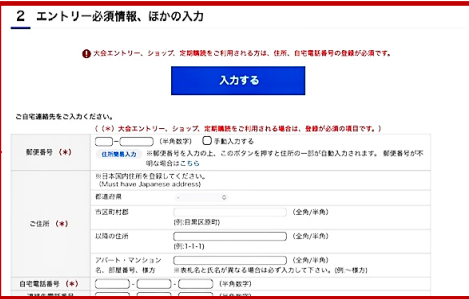 2 エントリー必須情報、ほかの入力
大会エントリー、ショップ、定期購読をご利用される方は、住所、自宅電話番号の登録が必須です。
入力する
ご自宅連絡先をご入力ください。
(（*）大会エントリー、ショップ、定期購読をご利用される場合は、登録が必須の項目です。)
郵便番号 （*）
- (半角数字) 手動入力する
住所簡易入力 ※郵便番号を入力の上、このボタンを押すと住所の一部が自動入力されます。 郵便番号が不
明な場合はこちら
ご住所 （*）
※日本国内住所を登録してください。
(Must have Japanese address)
都道府県 -
市区町村郡 (全角/半角)
(例:目黒区原町)
以降の住所 (全角/半角)
(例:1-1-1)
アパート・マンション
名、部屋番号、様方 (全角/半角)
※表札名と氏名が異なる場合は必ず入力して下さい。(例:〜様方)
自宅電話番号 （*） - - (半角数字)